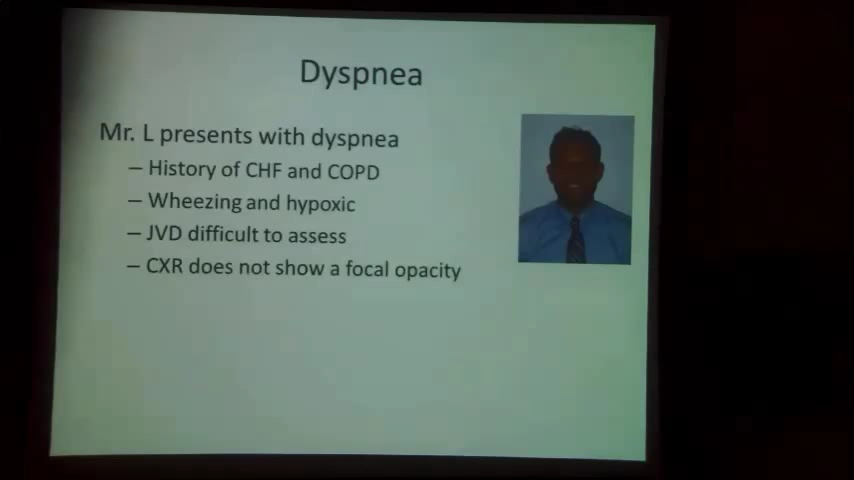 Dyspnea
Mr. L presents with dyspnea
– History of CHF and COPD
– Wheezing and hypoxic
– JVD difficult to assess
– CXR does not show a focal opacity